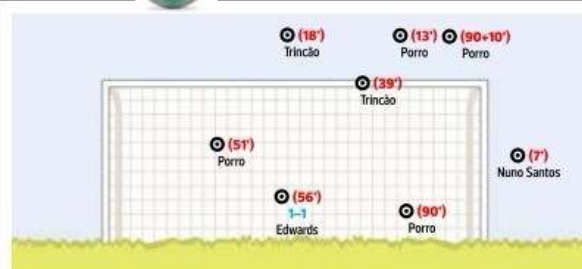 (18')
Trincão
(13')
Porro
(90+10')
Porro
(39')
Trincão
(51')
Porro
(7')
Nuno Santos
(56')
1–1
Edwards
(90')
Porro